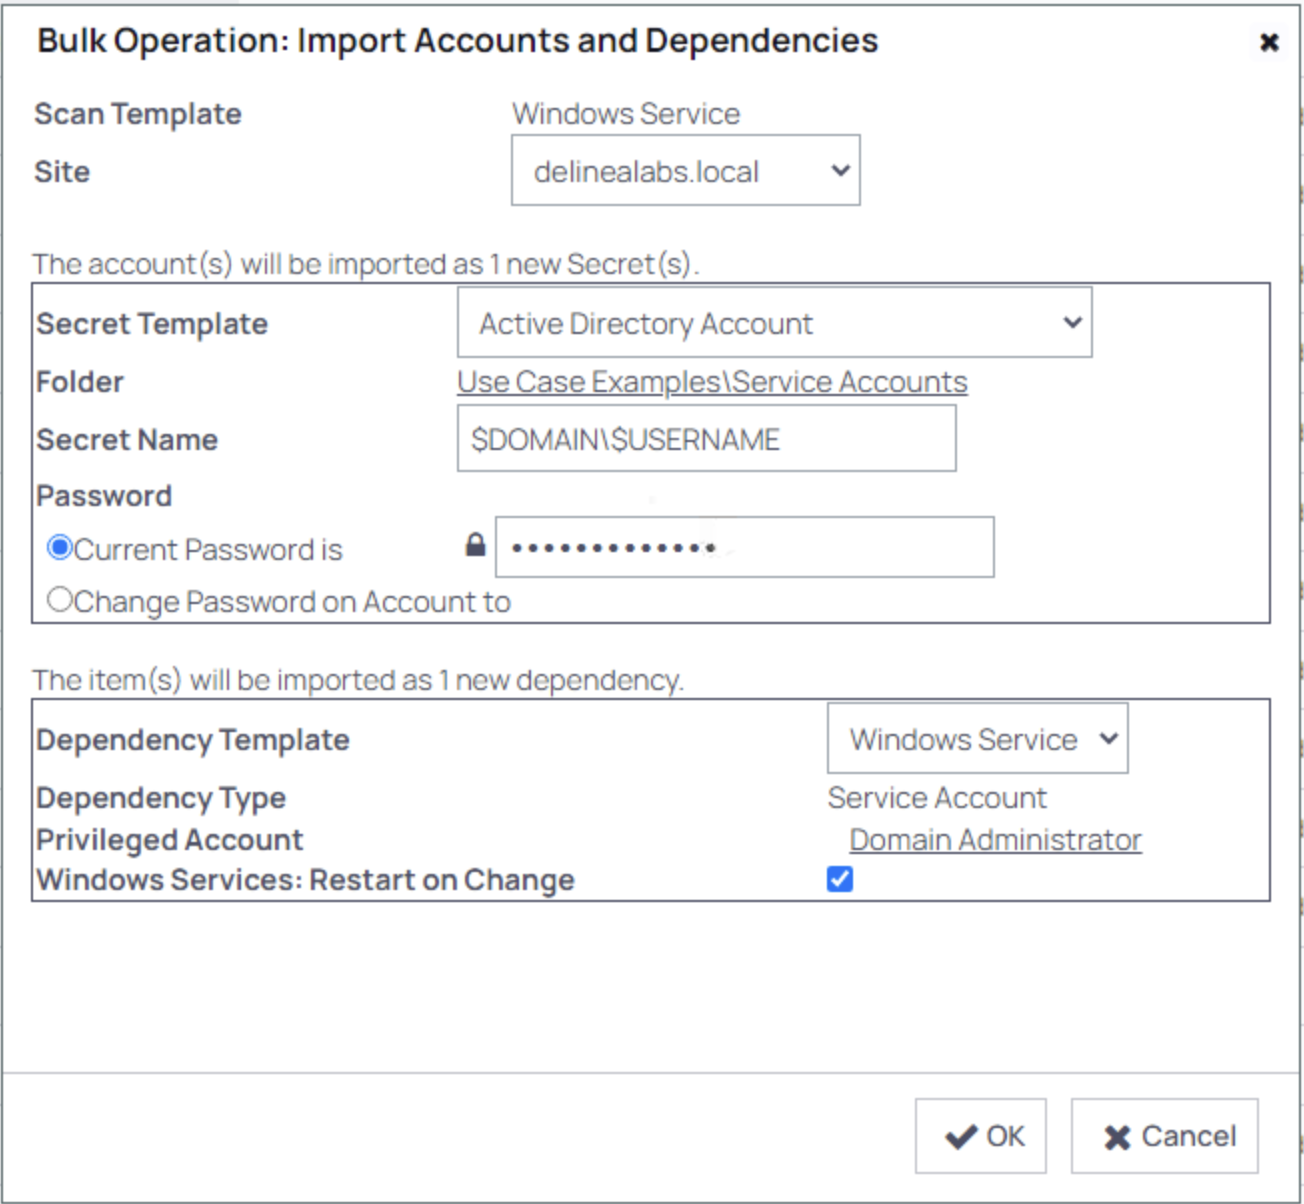 Bulk Operation: Import Accounts and Dependencies
Scan Template Windows Service
Site delinealabs.local
The account(s) will be imported as 1 new Secret(s).
Secret Template Active Directory Account
Folder Use Case Examples\Service Accounts
Secret Name $DOMAIN\$USERNAME
Password
Current Password is •••••••••••••
Change Password on Account to
The item(s) will be imported as 1 new dependency.
Dependency Template Windows Service
Dependency Type Service Account
Privileged Account Domain Administrator
Windows Services: Restart on Change
OK Cancel